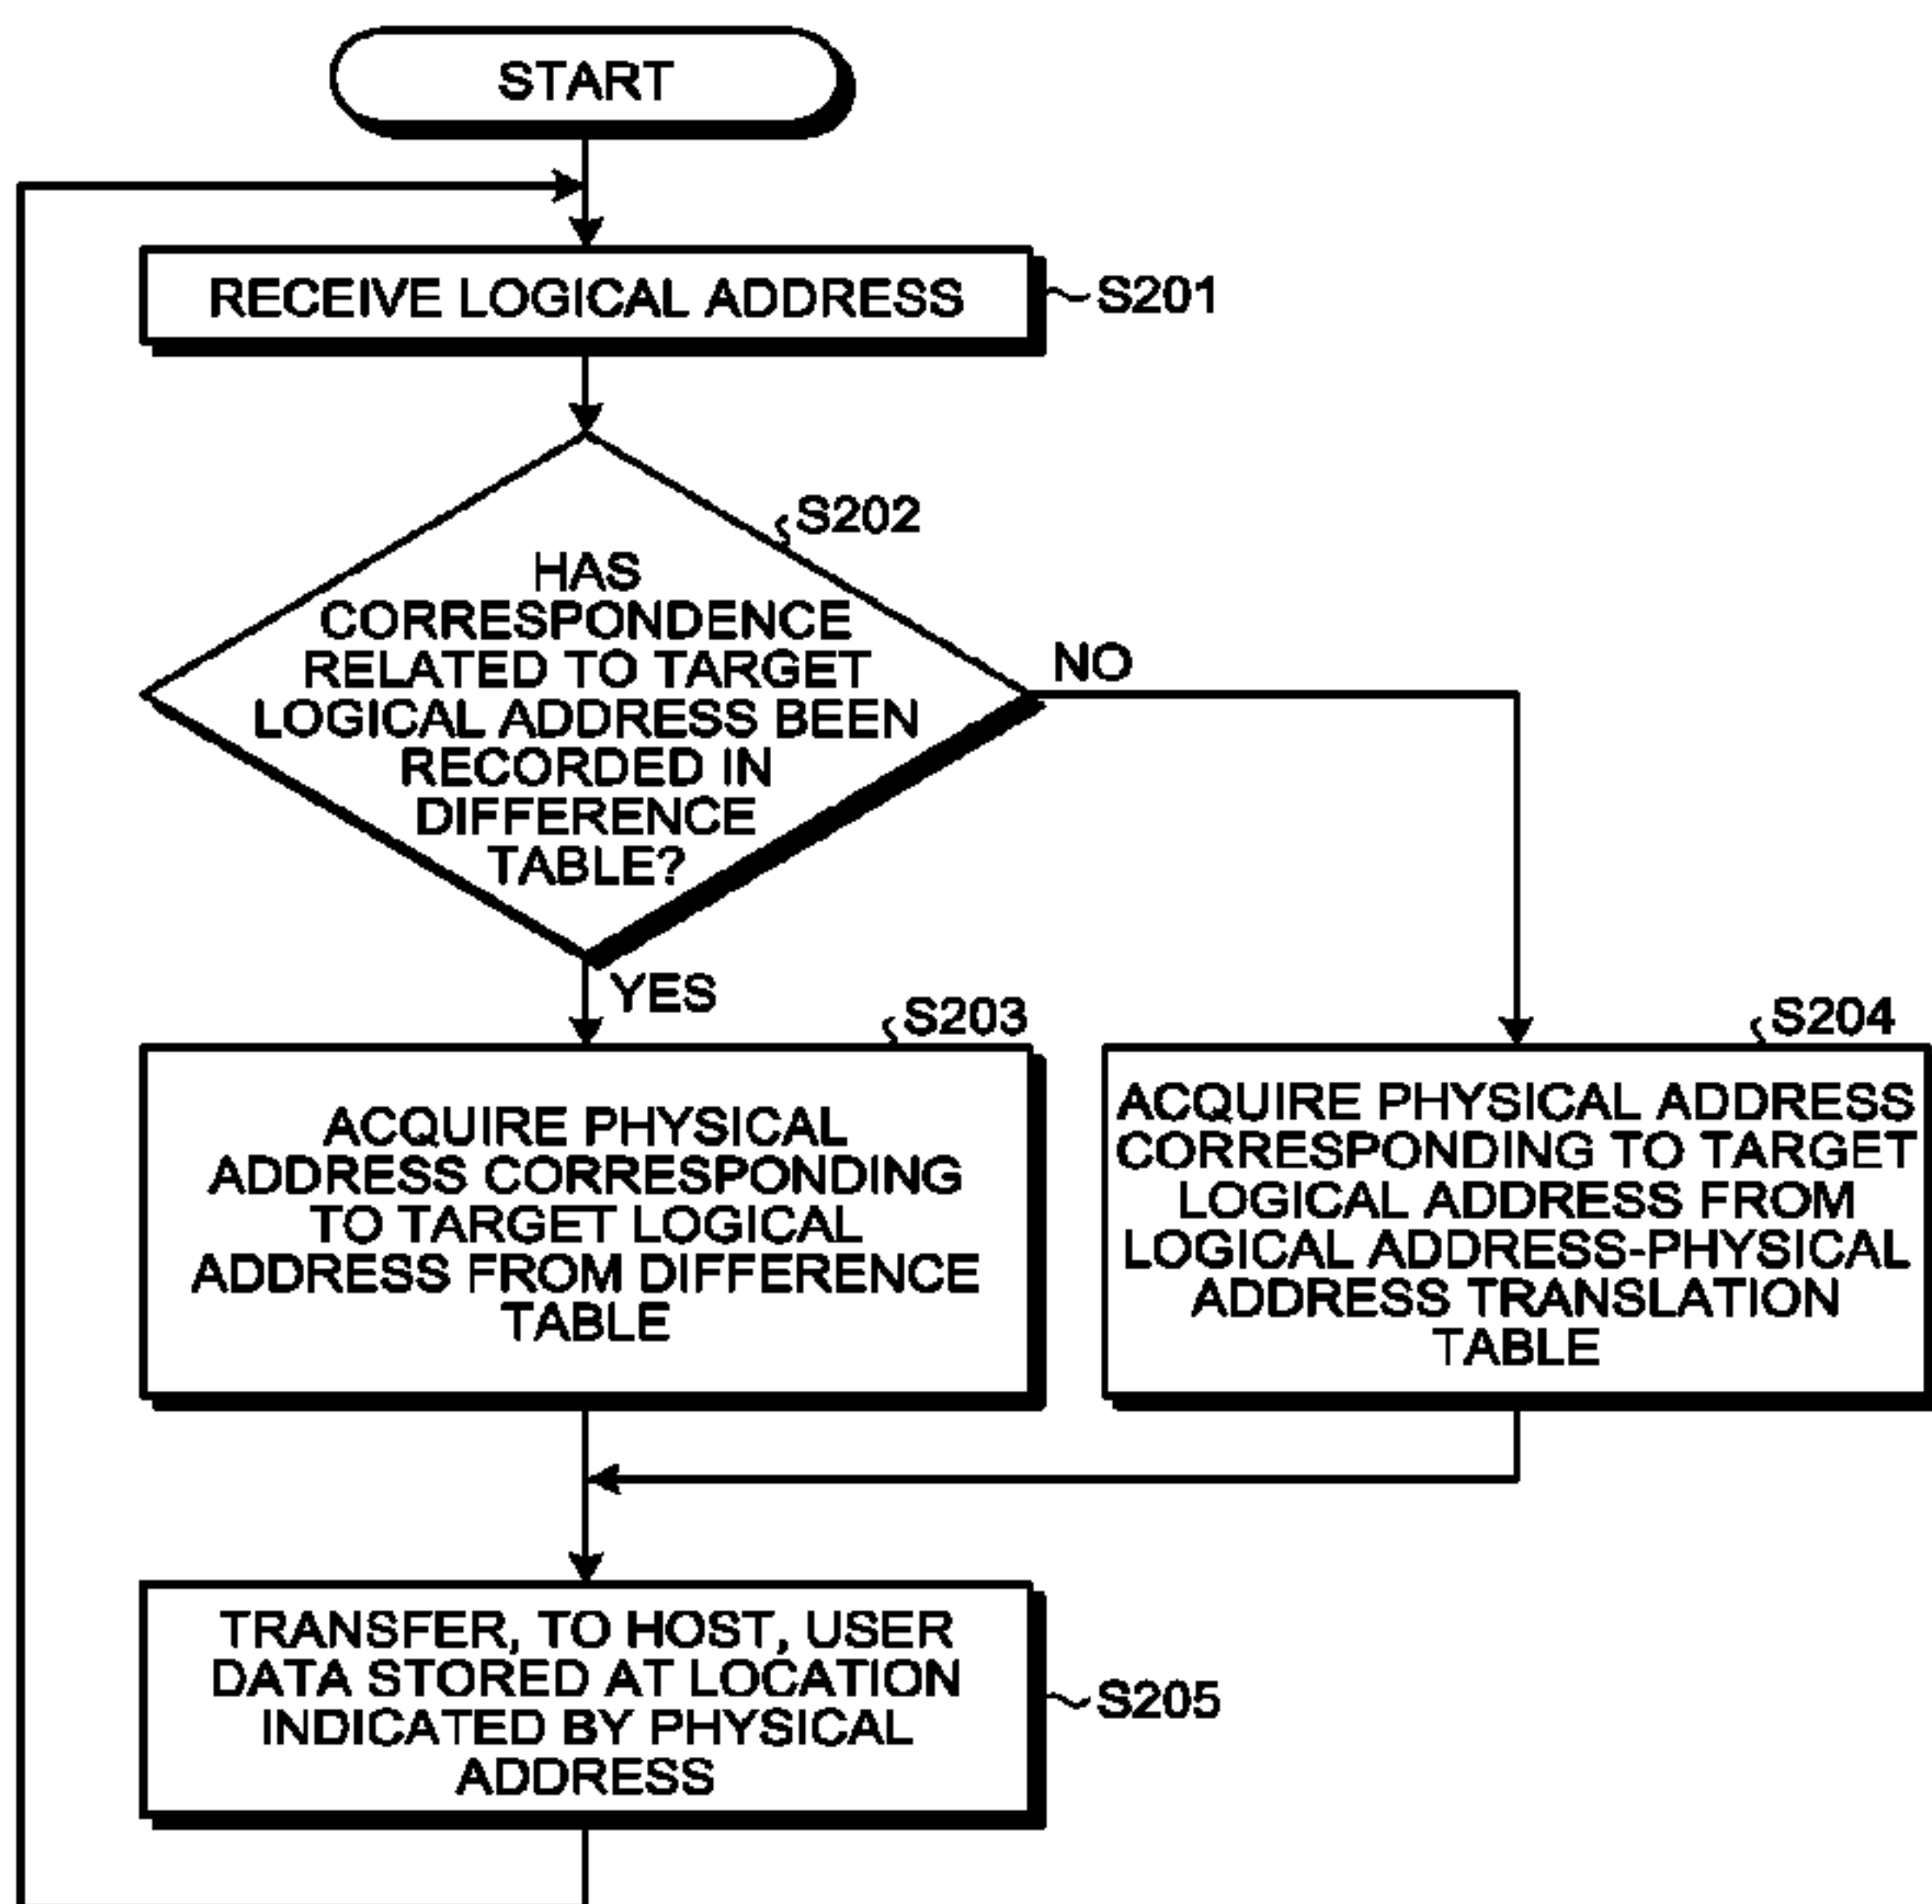 START
RECEIVE LOGICAL ADDRESS
S201
S202
HAS
CORRESPONDENCE
RELATED TO TARGET
LOGICAL ADDRESS BEEN
RECORDED IN
DIFFERENCE
TABLE?
NO
YES
S203
ACQUIRE PHYSICAL
ADDRESS CORRESPONDING
TO TARGET LOGICAL
ADDRESS FROM DIFFERENCE
TABLE
S204
ACQUIRE PHYSICAL ADDRESS
CORRESPONDING TO TARGET
LOGICAL ADDRESS FROM
LOGICAL ADDRESS-PHYSICAL
ADDRESS TRANSLATION
TABLE
TRANSFER, TO HOST, USER
DATA STORED AT LOCATION
INDICATED BY PHYSICAL
ADDRESS
S205